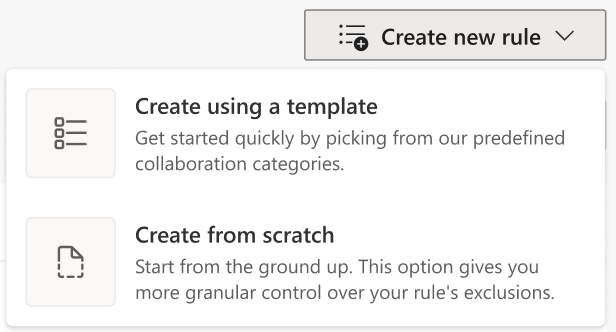 Create new rule
Create using a template
Get started quickly by picking from our predefined
collaboration categories.
Create from scratch
Start from the ground up. This option gives you
more granular control over your rule's exclusions.